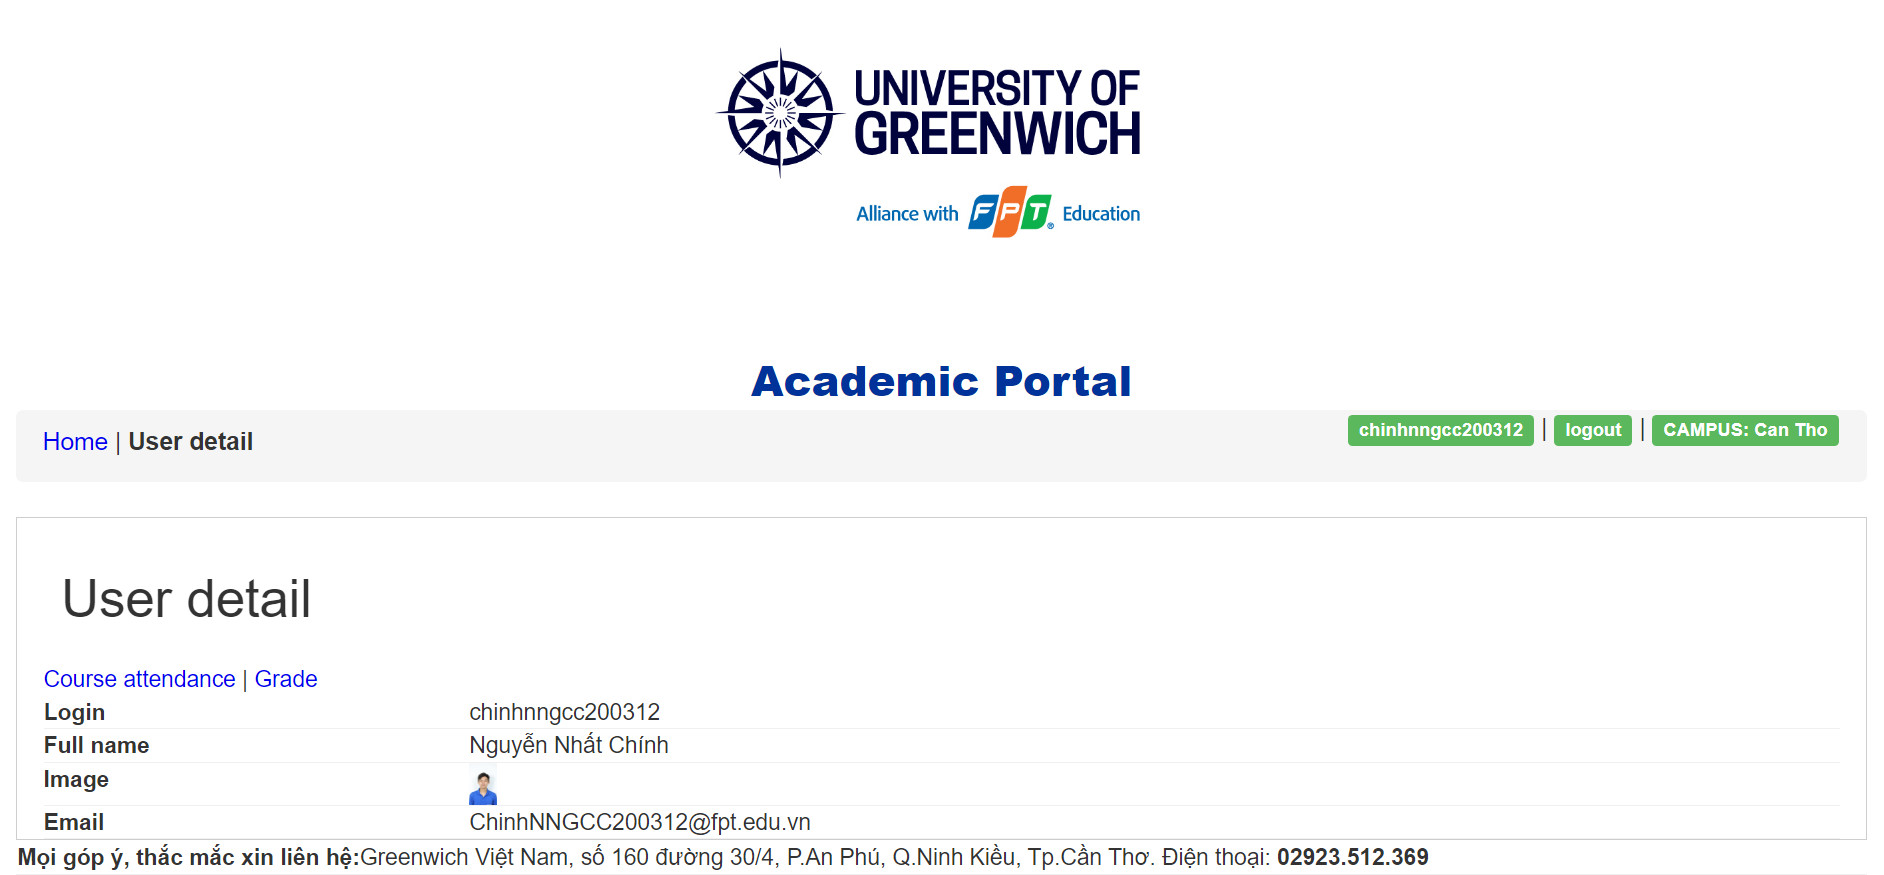 UNIVERSITY OF
GREENWICH
Alliance with FPT® Education
Academic Portal
Home | User detail
chinhnngcc200312 | logout | CAMPUS: Can Tho
User detail
Course attendance | Grade
Login chinhnngcc200312
Full name Nguyễn Nhất Chính
Image
Email ChinhNNGCC200312@fpt.edu.vn
Mọi góp ý, thắc mắc xin liên hệ:Greenwich Việt Nam, số 160 đường 30/4, P.An Phú, Q.Ninh Kiều, Tp.Cần Thơ. Điện thoại: 02923.512.369